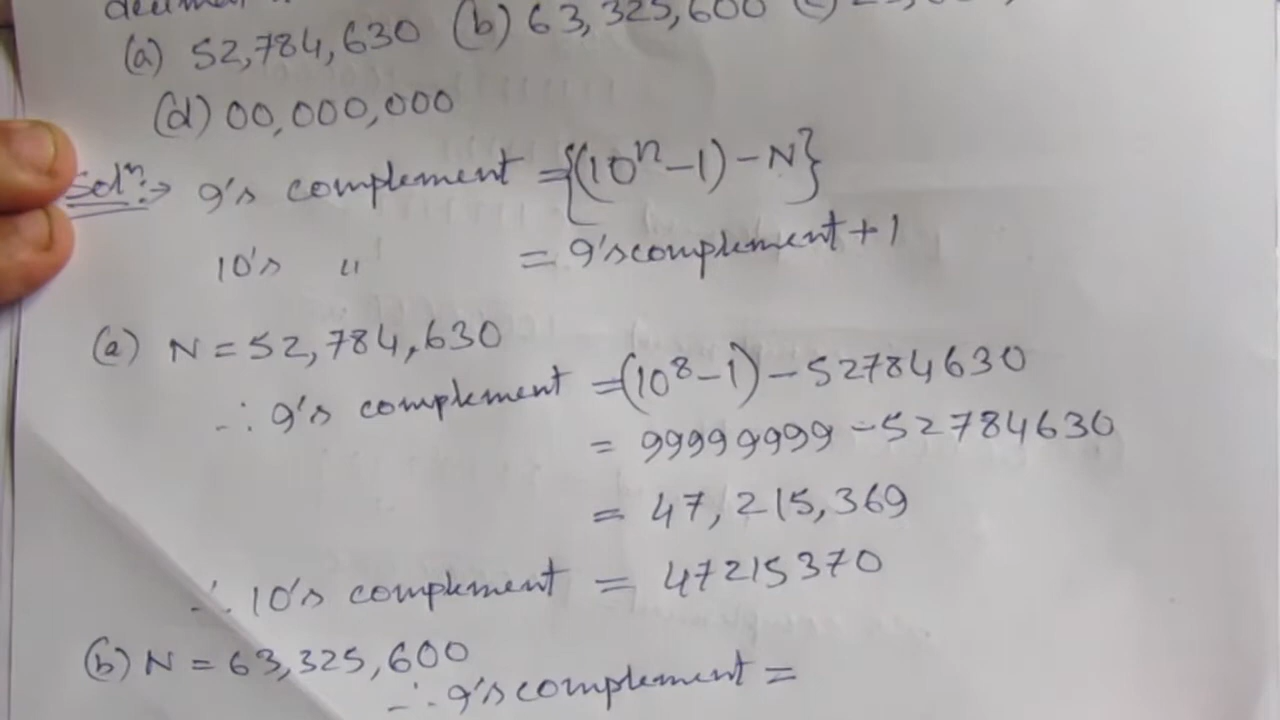 (a) 52,784,630 (b) 63,325,600 (c)
(d) 00,000,000
Solⁿ:→ 9's complement = {(10ⁿ-1)-N}
10's " = 9's complement + 1
(a) N = 52,784,630
∴ 9's complement = (10⁸-1) - 52784630
= 99999999 - 52784630
= 47,215,369
∴ 10's complement = 47215370
(b) N = 63,325,600
∴ 9's complement =